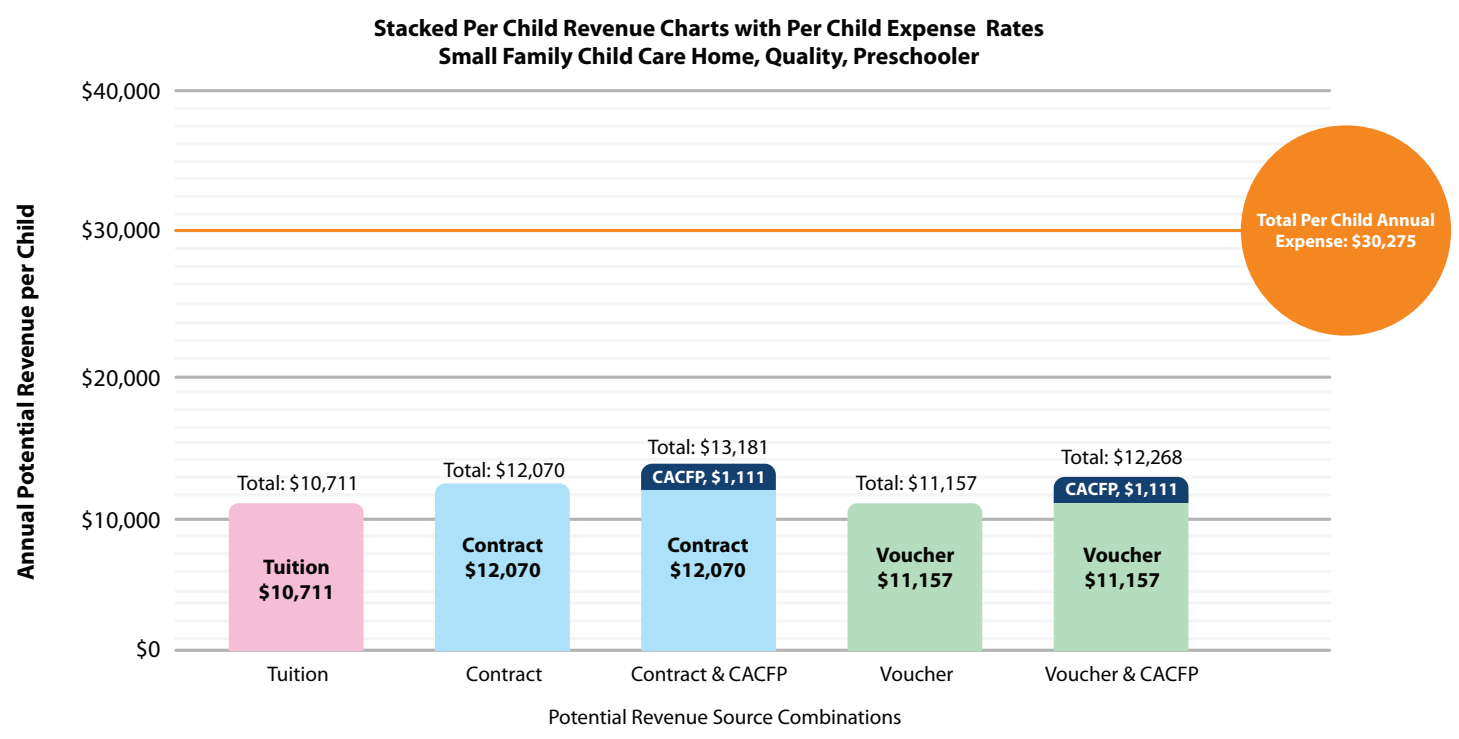 Stacked Per Child Revenue Charts with Per Child Expense Rates
Small Family Child Care Home, Quality, Preschooler
Annual Potential Revenue per Child
$40,000
$30,000
$20,000
$10,000
$0
Total Per Child Annual
Expense: $30,275
Total: $10,711
Tuition
$10,711
Total: $12,070
Contract
$12,070
Total: $13,181
CACFP, $1,111
Contract
$12,070
Total: $11,157
Voucher
$11,157
Total: $12,268
CACFP, $1,111
Voucher
$11,157
Tuition
Contract
Contract & CACFP
Voucher
Voucher & CACFP
Potential Revenue Source Combinations